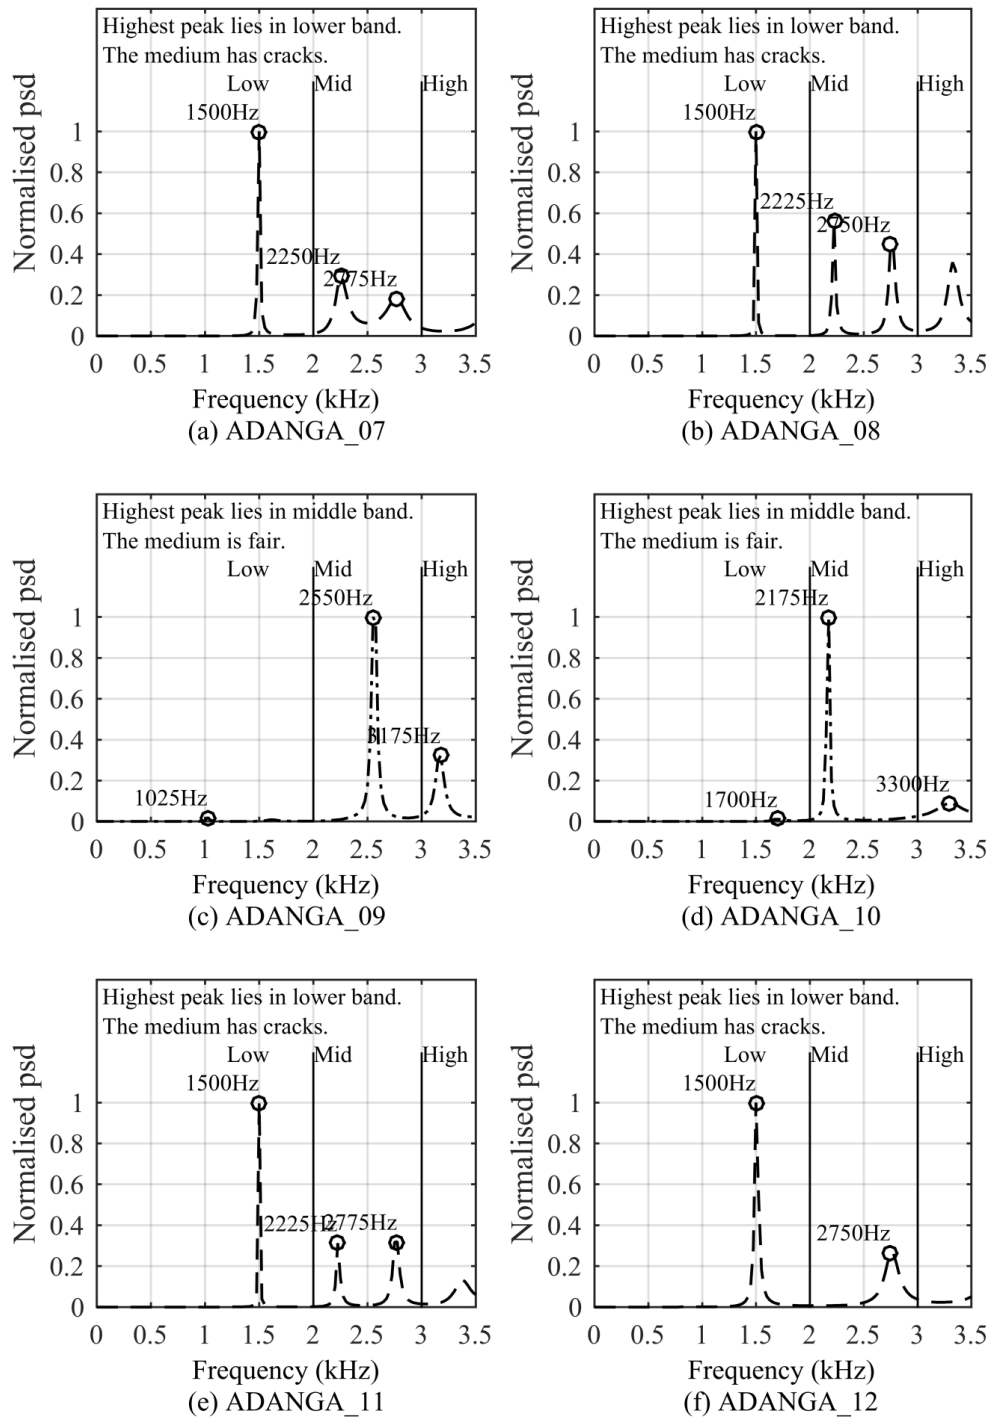 Highest peak lies in lower band.
The medium has cracks.
Low Mid High
1500Hz
2250Hz
2775Hz
Normalised psd
1
0.8
0.6
0.4
0.2
0
0 0.5 1 1.5 2 2.5 3 3.5
Frequency (kHz)
(a) ADANGA_07
Highest peak lies in lower band.
The medium has cracks.
Low Mid High
1500Hz
2225Hz
2750Hz
Normalised psd
1
0.8
0.6
0.4
0.2
0
0 0.5 1 1.5 2 2.5 3 3.5
Frequency (kHz)
(b) ADANGA_08
Highest peak lies in middle band.
The medium is fair.
Low Mid High
2550Hz
3175Hz
1025Hz
Normalised psd
1
0.8
0.6
0.4
0.2
0
0 0.5 1 1.5 2 2.5 3 3.5
Frequency (kHz)
(c) ADANGA_09
Highest peak lies in middle band.
The medium is fair.
Low Mid High
2175Hz
3300Hz
1700Hz
Normalised psd
1
0.8
0.6
0.4
0.2
0
0 0.5 1 1.5 2 2.5 3 3.5
Frequency (kHz)
(d) ADANGA_10
Highest peak lies in lower band.
The medium has cracks.
Low Mid High
1500Hz
2225Hz
2775Hz
Normalised psd
1
0.8
0.6
0.4
0.2
0
0 0.5 1 1.5 2 2.5 3 3.5
Frequency (kHz)
(e) ADANGA_11
Highest peak lies in lower band.
The medium has cracks.
Low Mid High
1500Hz
2750Hz
Normalised psd
1
0.8
0.6
0.4
0.2
0
0 0.5 1 1.5 2 2.5 3 3.5
Frequency (kHz)
(f) ADANGA_12